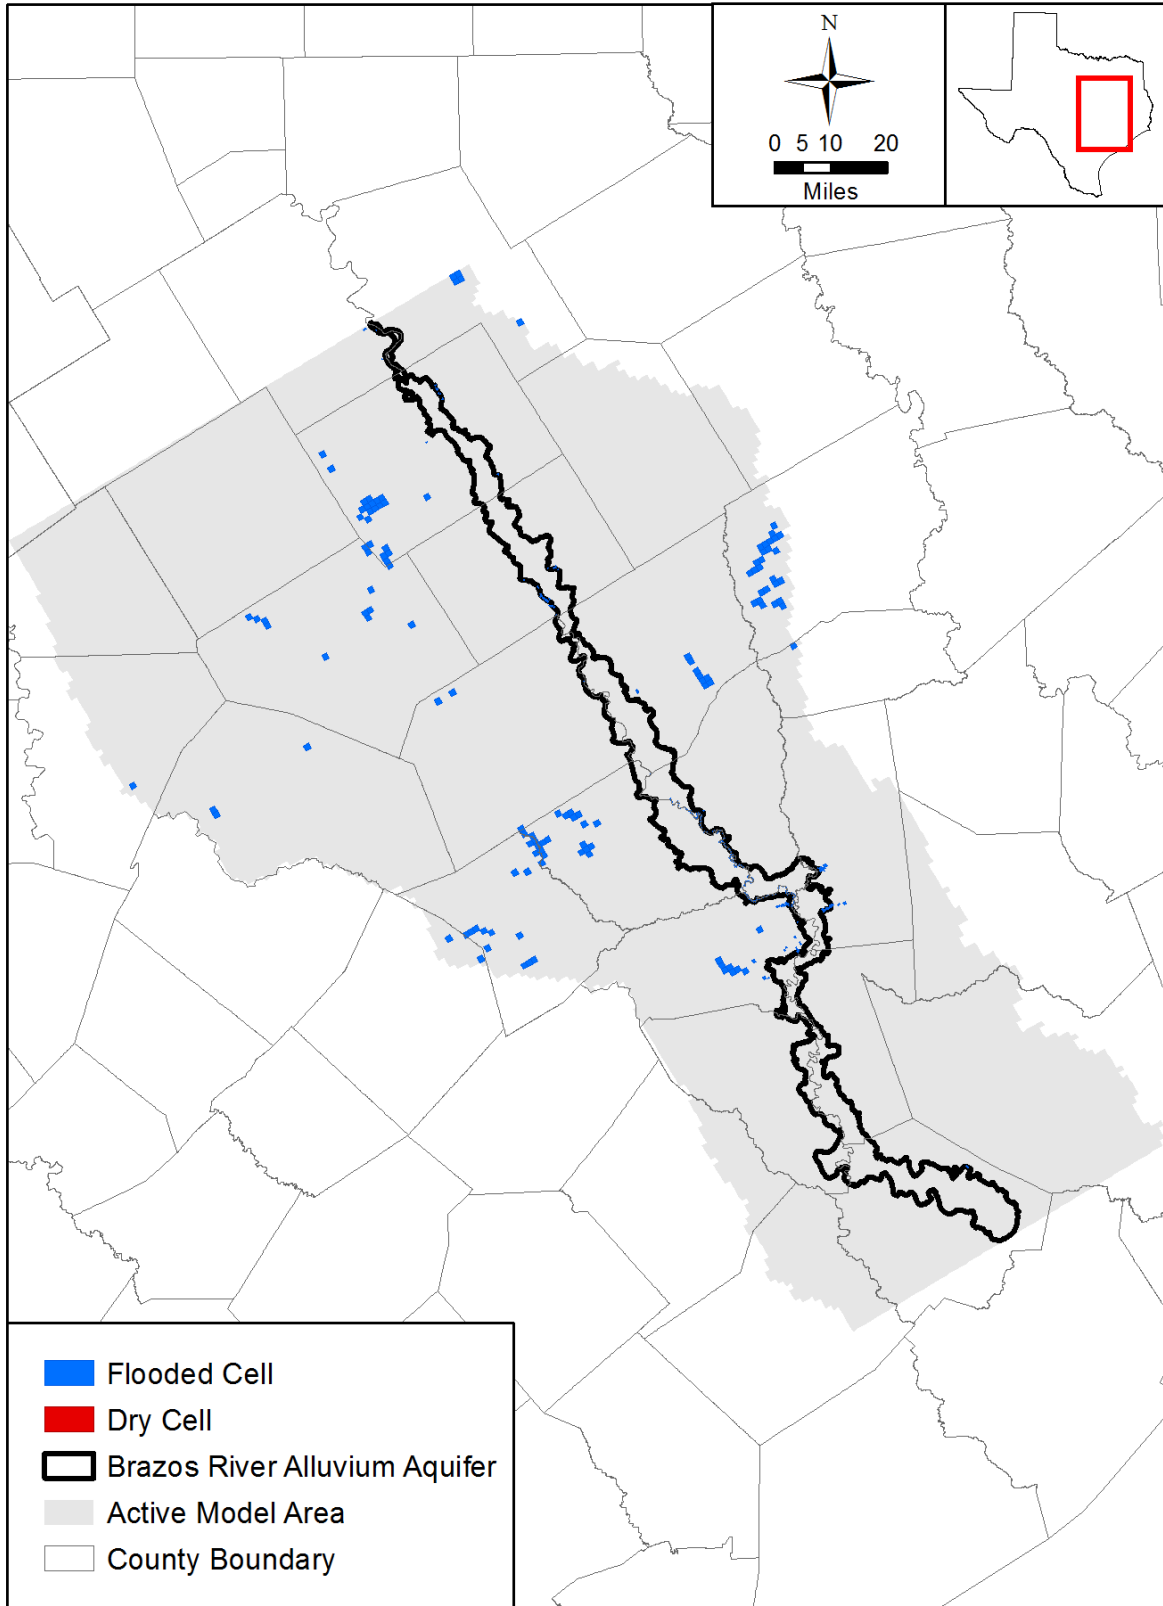 N
0 5 10 20
Miles
Flooded Cell
Dry Cell
Brazos River Alluvium Aquifer
Active Model Area
County Boundary